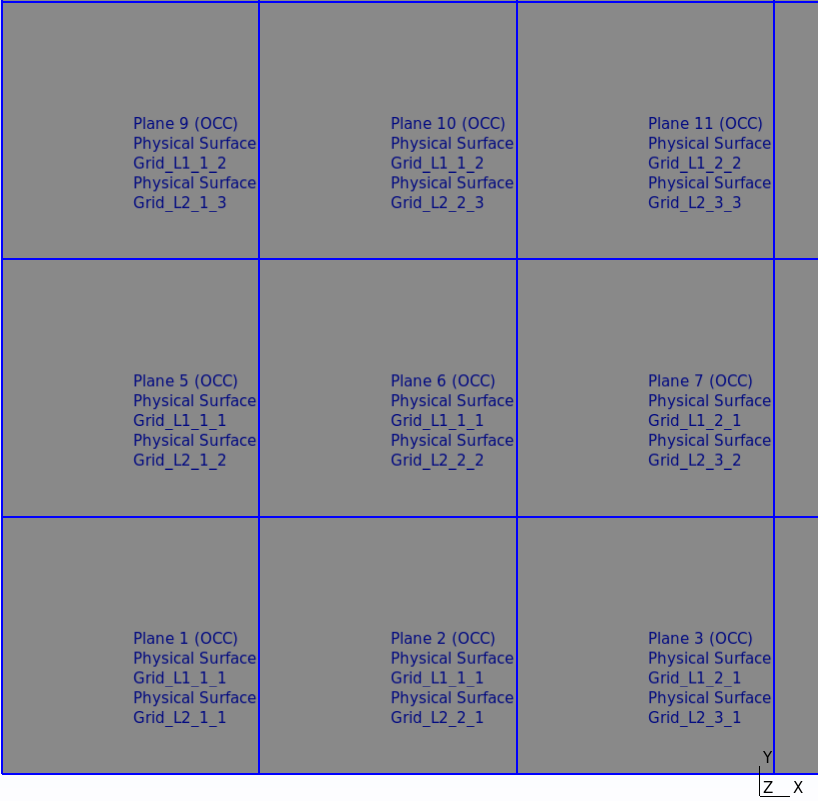 Plane 9 (OCC)
Physical Surface
Grid_L1_1_2
Physical Surface
Grid_L2_1_3
Plane 10 (OCC)
Physical Surface
Grid_L1_1_2
Physical Surface
Grid_L2_2_3
Plane 11 (OCC)
Physical Surface
Grid_L1_2_2
Physical Surface
Grid_L2_3_3
Plane 5 (OCC)
Physical Surface
Grid_L1_1_1
Physical Surface
Grid_L2_1_2
Plane 6 (OCC)
Physical Surface
Grid_L1_1_1
Physical Surface
Grid_L2_2_2
Plane 7 (OCC)
Physical Surface
Grid_L1_2_1
Physical Surface
Grid_L2_3_2
Plane 1 (OCC)
Physical Surface
Grid_L1_1_1
Physical Surface
Grid_L2_1_1
Plane 2 (OCC)
Physical Surface
Grid_L1_1_1
Physical Surface
Grid_L2_2_1
Plane 3 (OCC)
Physical Surface
Grid_L1_2_1
Physical Surface
Grid_L2_3_1
Y
Z X